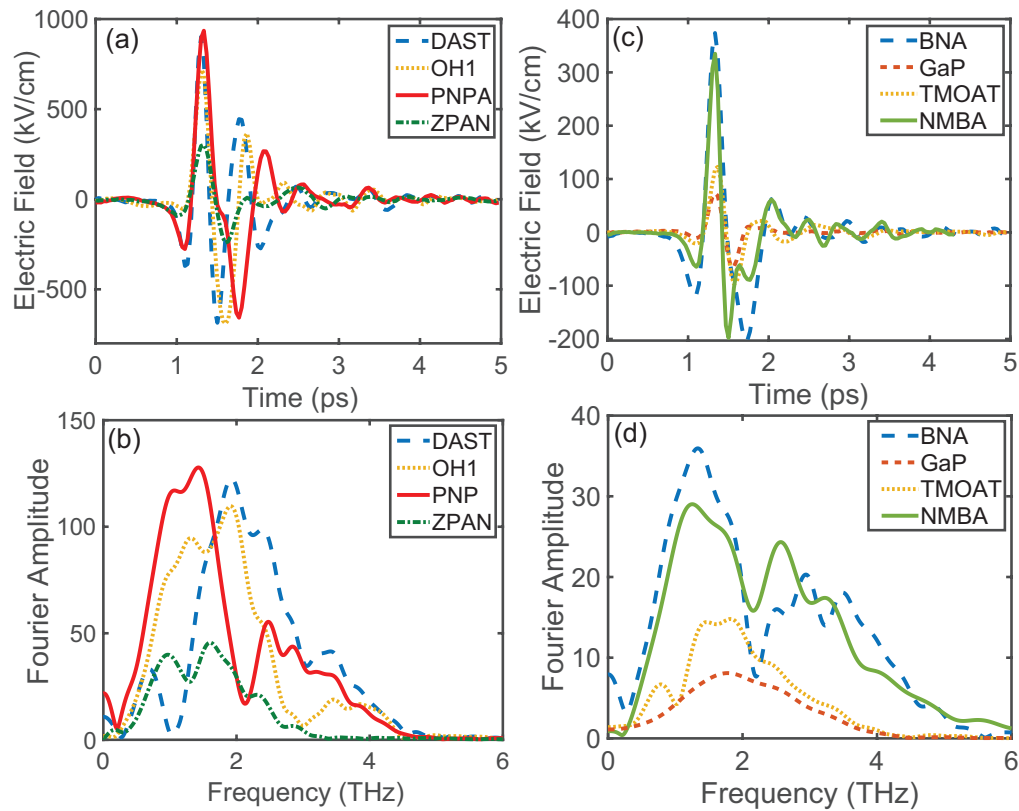 (a)
DAST
OH1
PNPA
ZPAN
1000
500
0
-500
Electric Field (kV/cm)
0 1 2 3 4 5
Time (ps)
(c)
BNA
GaP
TMOAT
NMBA
400
300
200
100
0
-100
-200
Electric Field (kV/cm)
0 1 2 3 4 5
Time (ps)
(b)
DAST
OH1
PNP
ZPAN
150
100
50
0
Fourier Amplitude
0 2 4 6
Frequency (THz)
(d)
BNA
GaP
TMOAT
NMBA
40
30
20
10
0
Fourier Amplitude
0 2 4 6
Frequency (THz)